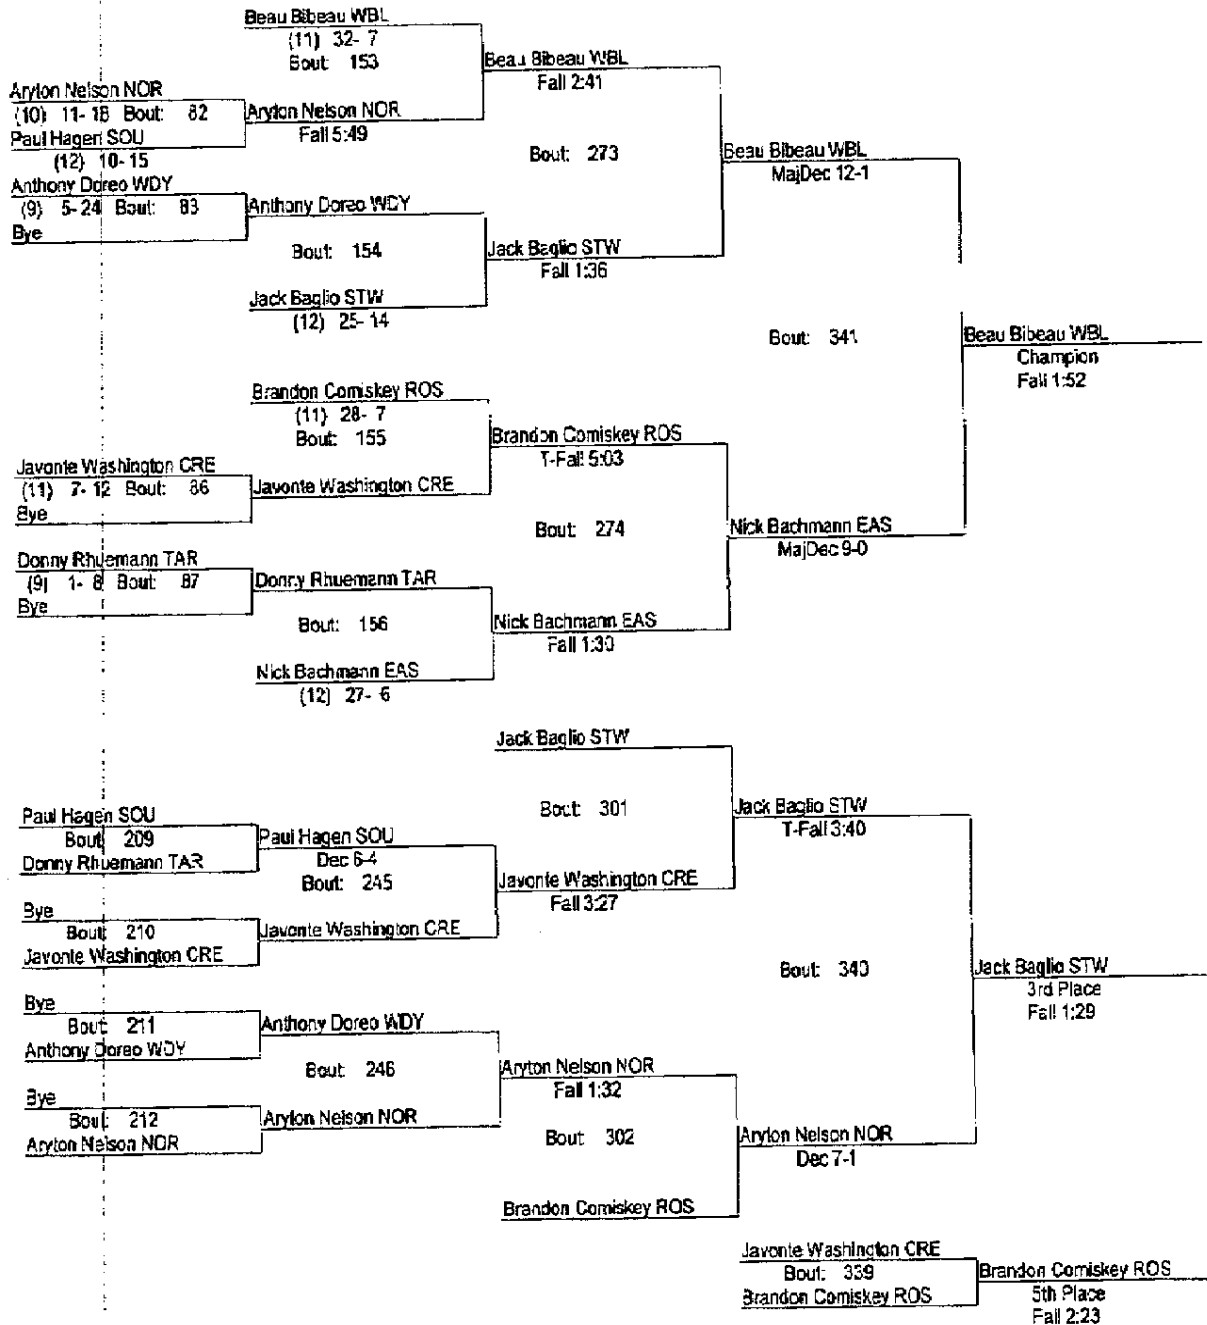 Beau Bibeau WBL
(11) 32- 7
Bout: 153
Beau Bibeau WBL
Fall 2:41
Arylon Nelson NOR
(10) 11- 18 Bout: 82
Arylon Nelson NOR
Fall 5:49
Paul Hagen SOU
(12) 10- 15
Bout: 273
Beau Bibeau WBL
MajDec 12-1
Anthony Doreo WDY
(9) 5- 24 Bout: 83
Bye
Anthony Doreo WDY
Bout: 154
Jack Baglio STW
Fall 1:36
Jack Baglio STW
(12) 25- 14
Bout: 341
Beau Bibeau WBL
Champion
Fall 1:52
Brandon Comiskey ROS
(11) 28- 7
Bout: 155
Brandon Comiskey ROS
T-Fall 5:03
Javonte Washington CRE
(11) 7- 12 Bout: 86
Bye
Javonte Washington CRE
Bout: 274
Nick Bachmann EAS
MajDec 9-0
Donny Rhuemann TAR
(9) 1- 8 Bout: 87
Bye
Donny Rhuemann TAR
Bout: 156
Nick Bachmann EAS
Fall 1:30
Nick Bachmann EAS
(12) 27- 6
Jack Baglio STW
Bout: 301
Jack Baglio STW
T-Fall 3:40
Paul Hagen SOU
Bout: 209
Donny Rhuemann TAR
Paul Hagen SOU
Dec 6-4
Bout: 245
Javonte Washington CRE
Fall 3:27
Bye
Bout: 210
Javonte Washington CRE
Javonte Washington CRE
Bout: 340
Jack Baglio STW
3rd Place
Fall 1:29
Bye
Bout: 211
Anthony Doreo WDY
Anthony Doreo WDY
Bout: 246
Aryton Nelson NOR
Fall 1:32
Bye
Bout: 212
Aryton Nelson NOR
Arylon Nelson NOR
Bout: 302
Arylon Nelson NOR
Dec 7-1
Brandon Comiskey ROS
Javonte Washington CRE
Bout: 339
Brandon Comiskey ROS
Brandon Comiskey ROS
5th Place
Fall 2:23